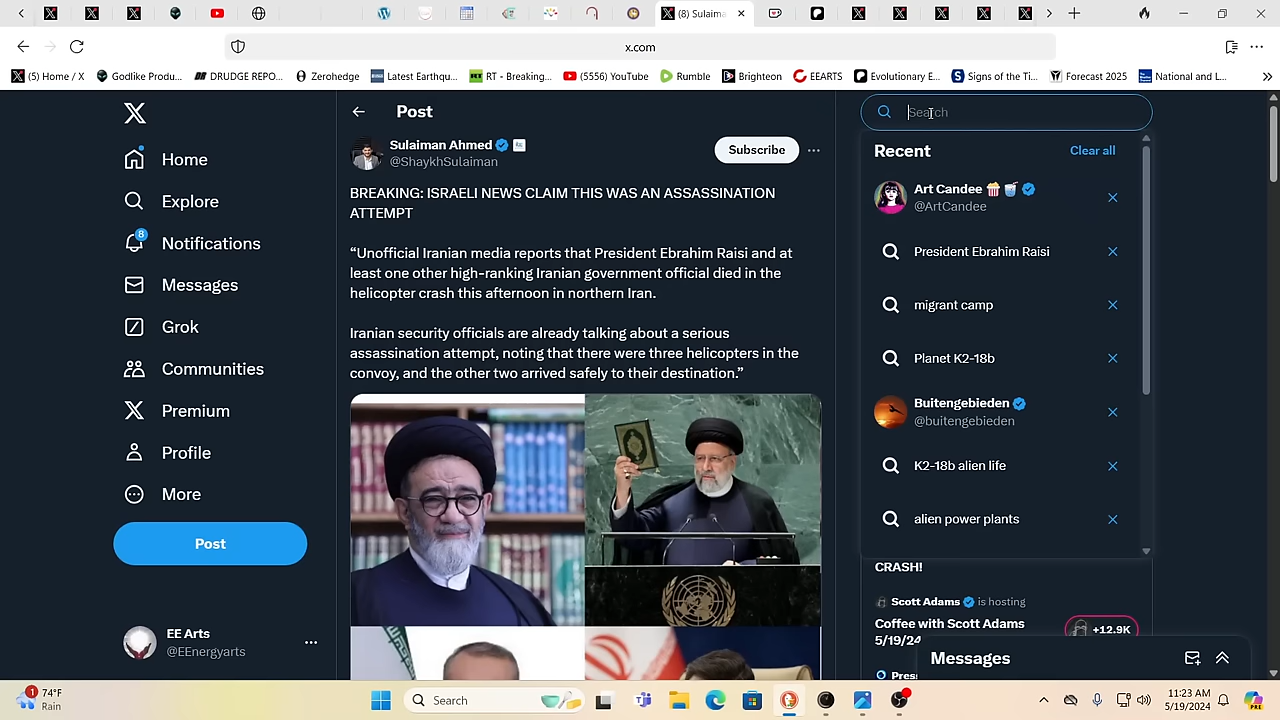 (8) Sulaima
x.com
(5) Home / X
Godlike Produ...
DRUDGE REPO...
Zerohedge
Latest Earthqu...
RT - Breaking...
(5556) YouTube
Rumble
Brighteon
EEARTS
Evolutionary E...
Signs of the Ti...
Forecast 2025
National and L...
Home
Explore
8
Notifications
Messages
Grok
Communities
Premium
Profile
More
Post
EE Arts
@EEnergyarts
Post
Sulaiman Ahmed
@ShaykhSulaiman
Subscribe
BREAKING: ISRAELI NEWS CLAIM THIS WAS AN ASSASSINATION
ATTEMPT
“Unofficial Iranian media reports that President Ebrahim Raisi and at
least one other high-ranking Iranian government official died in the
helicopter crash this afternoon in northern Iran.
Iranian security officials are already talking about a serious
assassination attempt, noting that there were three helicopters in the
convoy, and the other two arrived safely to their destination.”
Search
Recent
Clear all
Art Candee
@ArtCandee
President Ebrahim Raisi
migrant camp
Planet K2-18b
Buitengebieden
@buitengebieden
K2-18b alien life
alien power plants
CRASH!
Scott Adams is hosting
Coffee with Scott Adams
5/19/24
+12.9K
Press
Messages
1
74°F
Rain
Search
11:23 AM
5/19/2024